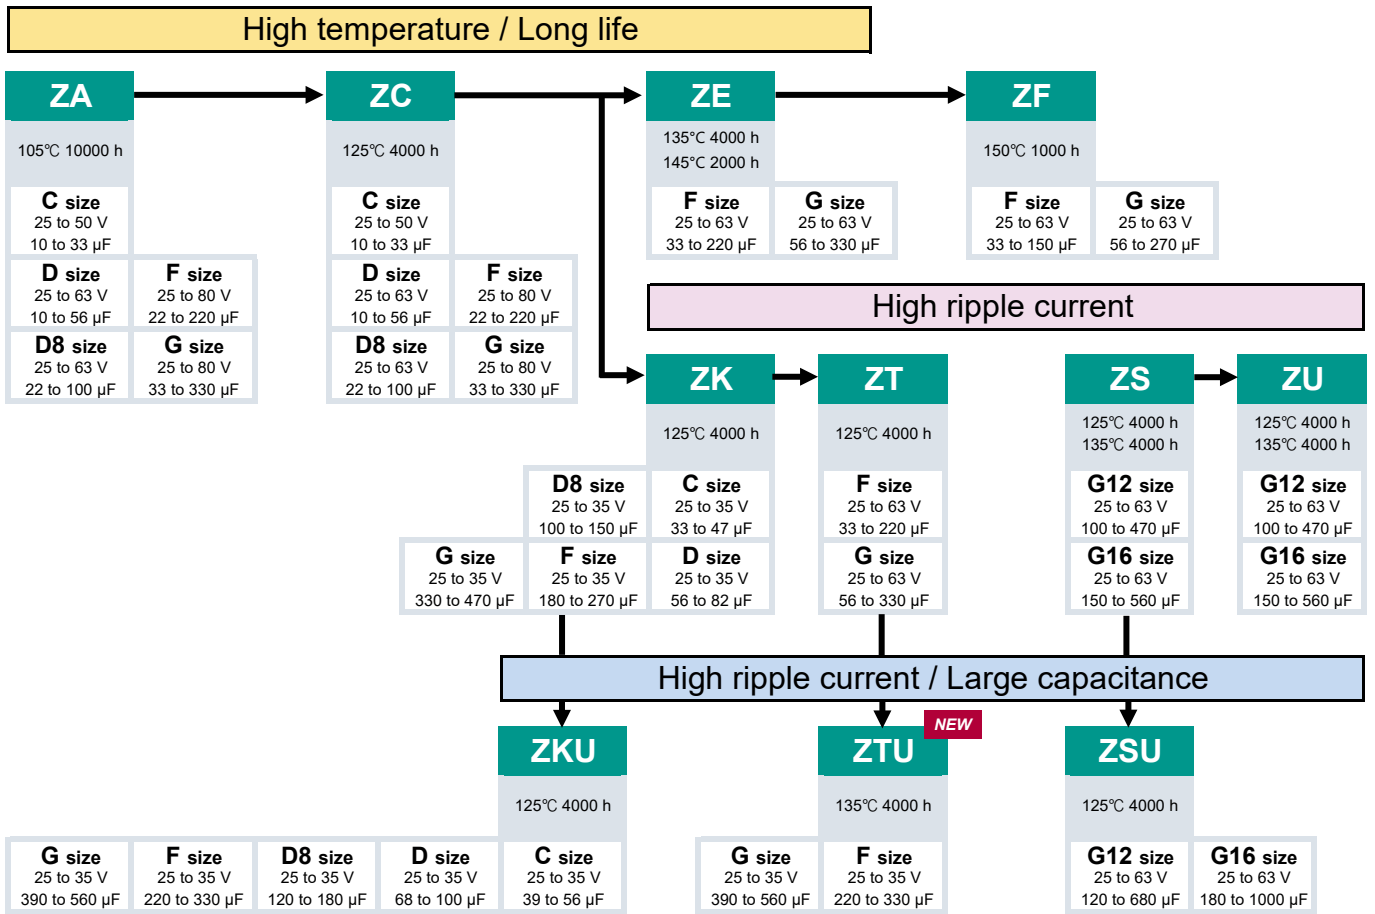 High temperature / Long life
ZA
105℃ 10000 h
C size
25 to 50 V
10 to 33 µF
D size
25 to 63 V
10 to 56 µF
F size
25 to 80 V
22 to 220 µF
D8 size
25 to 63 V
22 to 100 µF
G size
25 to 80 V
33 to 330 µF
ZC
125℃ 4000 h
C size
25 to 50 V
10 to 33 µF
D size
25 to 63 V
10 to 56 µF
F size
25 to 80 V
22 to 220 µF
D8 size
25 to 63 V
22 to 100 µF
G size
25 to 80 V
33 to 330 µF
ZE
135℃ 4000 h
145℃ 2000 h
F size
25 to 63 V
33 to 220 µF
G size
25 to 63 V
56 to 330 µF
ZF
150℃ 1000 h
F size
25 to 63 V
33 to 150 µF
G size
25 to 63 V
56 to 270 µF
High ripple current
ZK
125℃ 4000 h
D8 size
25 to 35 V
100 to 150 µF
C size
25 to 35 V
33 to 47 µF
G size
25 to 35 V
330 to 470 µF
F size
25 to 35 V
180 to 270 µF
D size
25 to 35 V
56 to 82 µF
ZT
125℃ 4000 h
F size
25 to 63 V
33 to 220 µF
G size
25 to 63 V
56 to 330 µF
ZS
125℃ 4000 h
135℃ 4000 h
G12 size
25 to 63 V
100 to 470 µF
G16 size
25 to 63 V
150 to 560 µF
ZU
125℃ 4000 h
135℃ 4000 h
G12 size
25 to 63 V
100 to 470 µF
G16 size
25 to 63 V
150 to 560 µF
High ripple current / Large capacitance
ZKU
125℃ 4000 h
G size
25 to 35 V
390 to 560 µF
F size
25 to 35 V
220 to 330 µF
D8 size
25 to 35 V
120 to 180 µF
D size
25 to 35 V
68 to 100 µF
C size
25 to 35 V
39 to 56 µF
NEW
ZTU
135℃ 4000 h
G size
25 to 35 V
390 to 560 µF
F size
25 to 35 V
220 to 330 µF
ZSU
125℃ 4000 h
G12 size
25 to 63 V
120 to 680 µF
G16 size
25 to 63 V
180 to 1000 µF